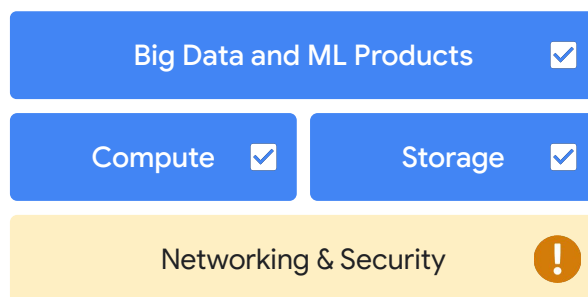 Big Data and ML Products
Compute
Storage
Networking & Security